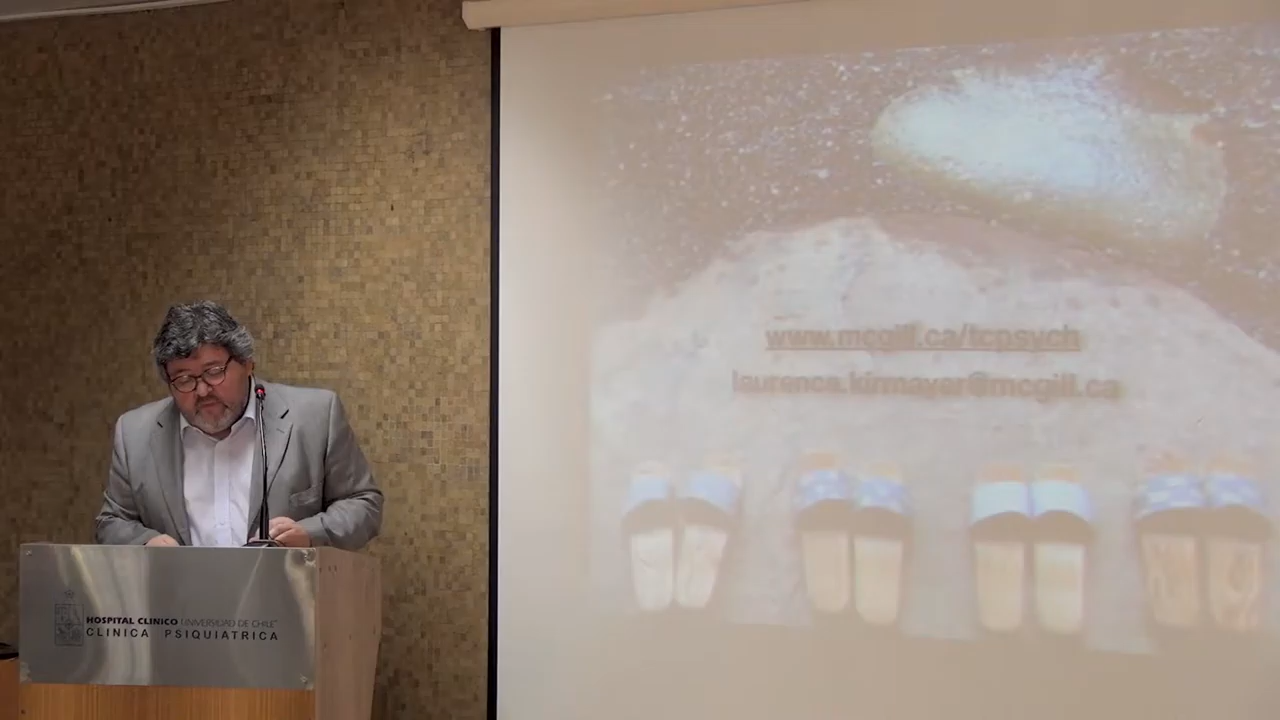 www.mcgill.ca/tcpsych
laurence.kirmayer@mcgill.ca
HOSPITAL CLINICO UNIVERSIDAD DE CHILE
CLINICA PSIQUIATRICA